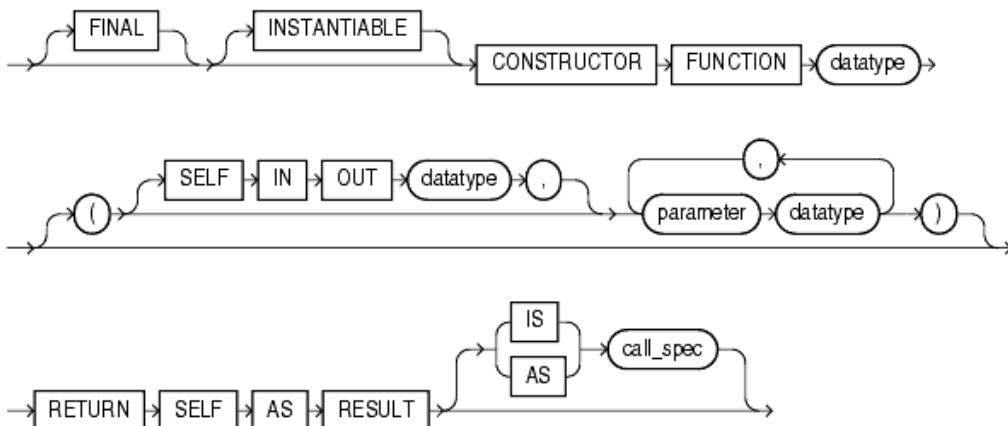 FINAL INSTANTIABLE
CONSTRUCTOR FUNCTION datatype
,
SELF IN OUT datatype ,
( parameter datatype )
IS
call_spec
AS
RETURN SELF AS RESULT